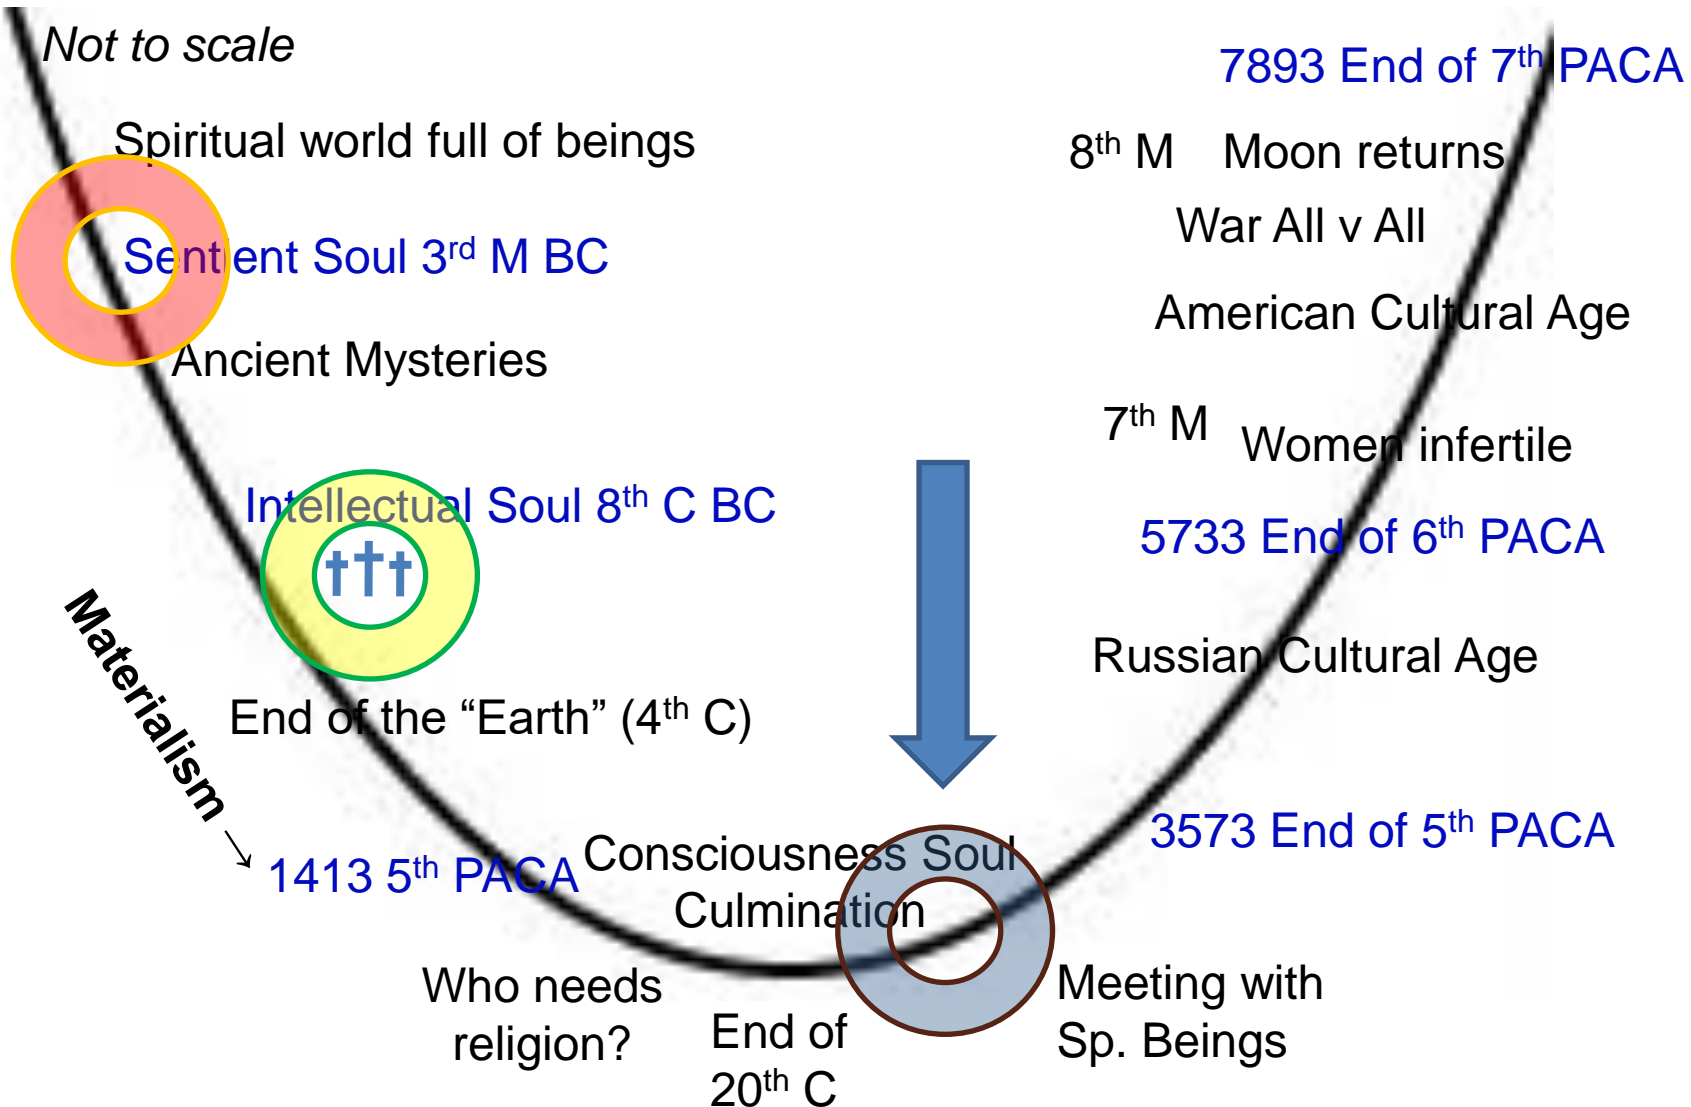 Not to scale
7893 End of 7th PACA
Spiritual world full of beings
8th M Moon returns
War All v All
Sentient Soul 3rd M BC
American Cultural Age
Ancient Mysteries
7th M Women infertile
Intellectual Soul 8th C BC
5733 End of 6th PACA
Materialism →
Russian Cultural Age
End of the “Earth” (4th C)
3573 End of 5th PACA
1413 5th PACA
Consciousness Soul
Culmination
Who needs
religion?
End of
20th C
Meeting with
Sp. Beings